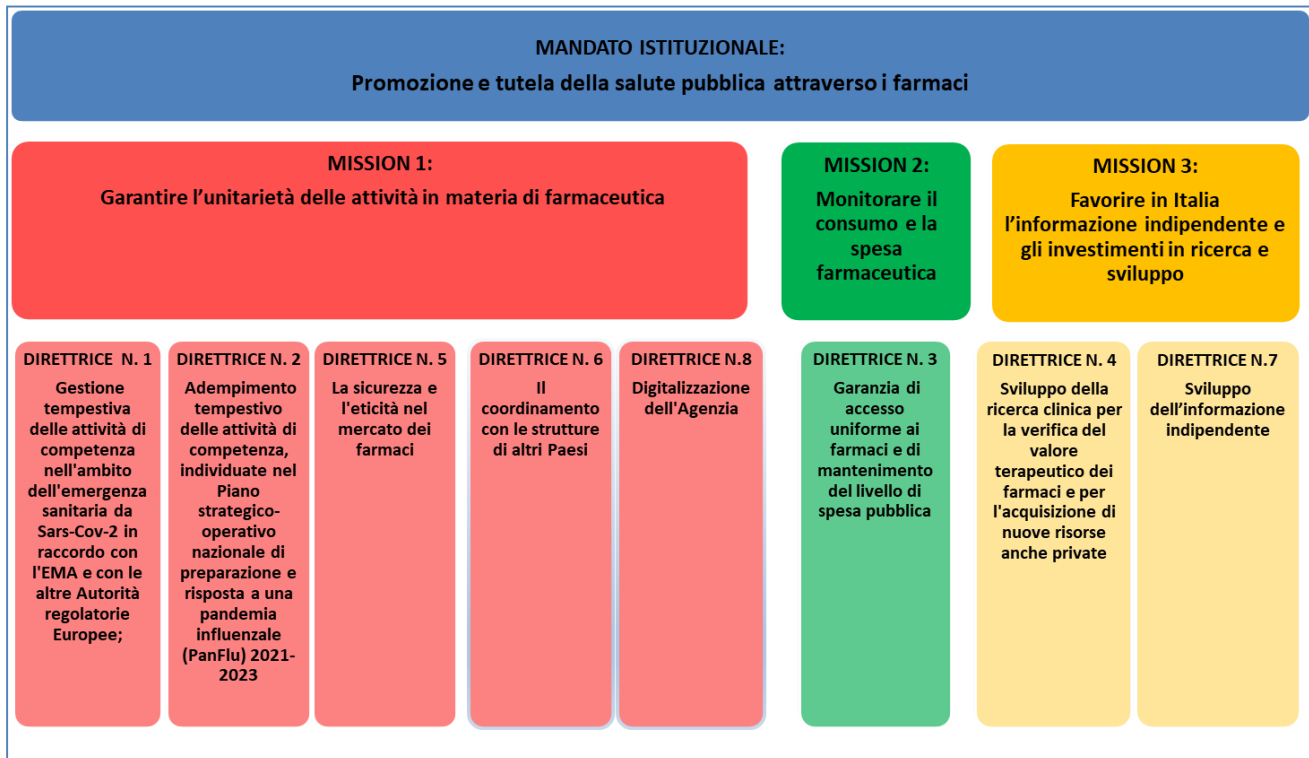 MANDATO ISTITUZIONALE:
Promozione e tutela della salute pubblica attraverso i farmaci
MISSION 1:
Garantire l'unitarietà delle attività in materia di farmaceutica
MISSION 2:
Monitorare il
consumo e la
spesa
farmaceutica
MISSION 3:
Favorire in Italia
l'informazione indipendente e
gli investimenti in ricerca e
sviluppo
DIRETTRICE N. 1
Gestione
tempestiva
delle attività di
competenza
nell'ambito
dell'emergenza
sanitaria da
Sars-Cov-2 in
raccordo con
l'EMA e con le
altre Autorità
regolatorie
Europee;
DIRETTRICE N. 2
Adempimento
tempestivo
delle attività di
competenza,
individuate nel
Piano
strategico-
operativo
nazionale di
preparazione e
risposta a una
pandemia
influenzale
(PanFlu) 2021-
2023
DIRETTRICE N. 5
La sicurezza e
l'eticità nel
mercato dei
farmaci
DIRETTRICE N. 6
Il
coordinamento
con le strutture
di altri Paesi
DIRETTRICE N.8
Digitalizzazione
dell'Agenzia
DIRETTRICE N. 3
Garanzia di
accesso
uniforme ai
farmaci e di
mantenimento
del livello di
spesa pubblica
DIRETTRICE N. 4
Sviluppo della
ricerca clinica per
la verifica del
valore
terapeutico dei
farmaci e per
l'acquisizione di
nuove risorse
anche private
DIRETTRICE N.7
Sviluppo
dell'informazione
indipendente